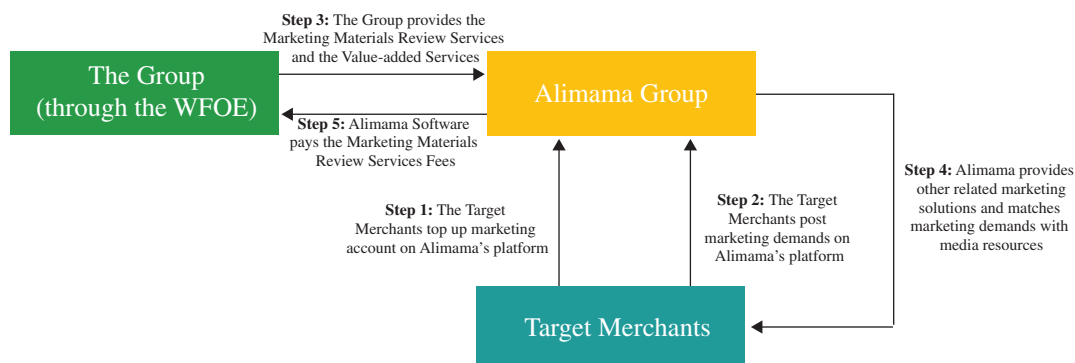 Step 3: The Group provides the
Marketing Materials Review Services
and the Value-added Services
The Group
(through the WFOE)
Alimama Group
Step 5: Alimama Software
pays the Marketing Materials
Review Services Fees
Step 4: Alimama provides
other related marketing
solutions and matches
marketing demands with
media resources
Step 1: The Target
Merchants top up marketing
account on Alimama’s platform
Step 2: The Target
Merchants post
marketing demands on
Alimama’s platform
Target Merchants